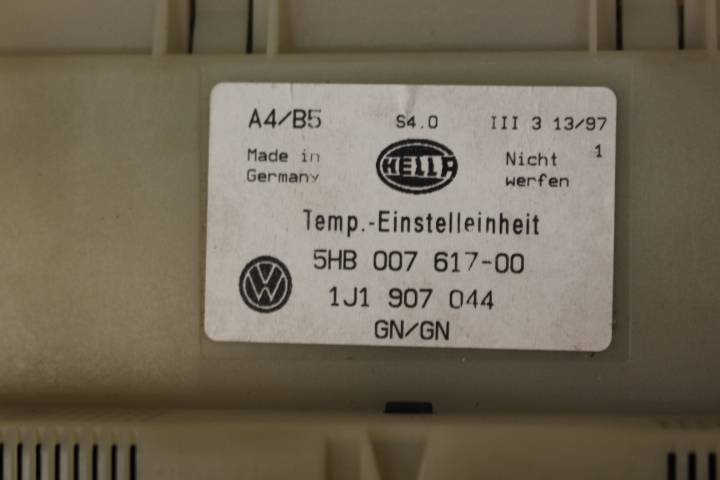 A4/B5 S4.0 III 3 13/97
Made in HELLA Nicht 1
Germany werfen
Temp.-Einstelleinheit
5HB 007 617-00
VW 1J1 907 044
GN/GN